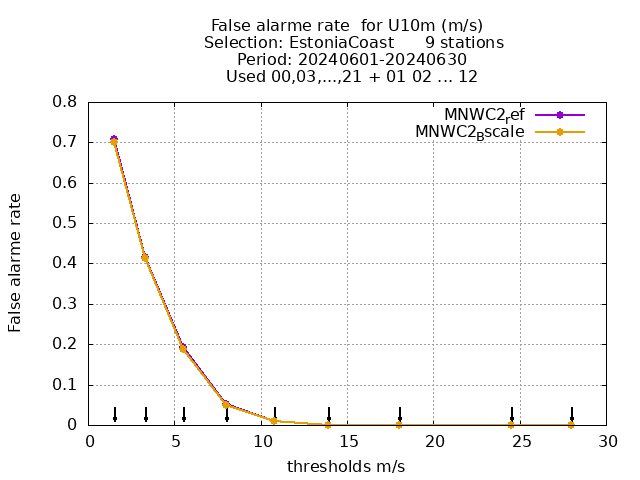 False alarme rate  for U10m (m/s)
Selection: EstoniaCoast      9 stations
Period: 20240601-20240630
Used 00,03,...,21 + 01 02 ... 12
MNWC2ref
MNWC2Bscale
False alarme rate
0.8
0.7
0.6
0.5
0.4
0.3
0.2
0.1
0
0 5 10 15 20 25 30
thresholds m/s